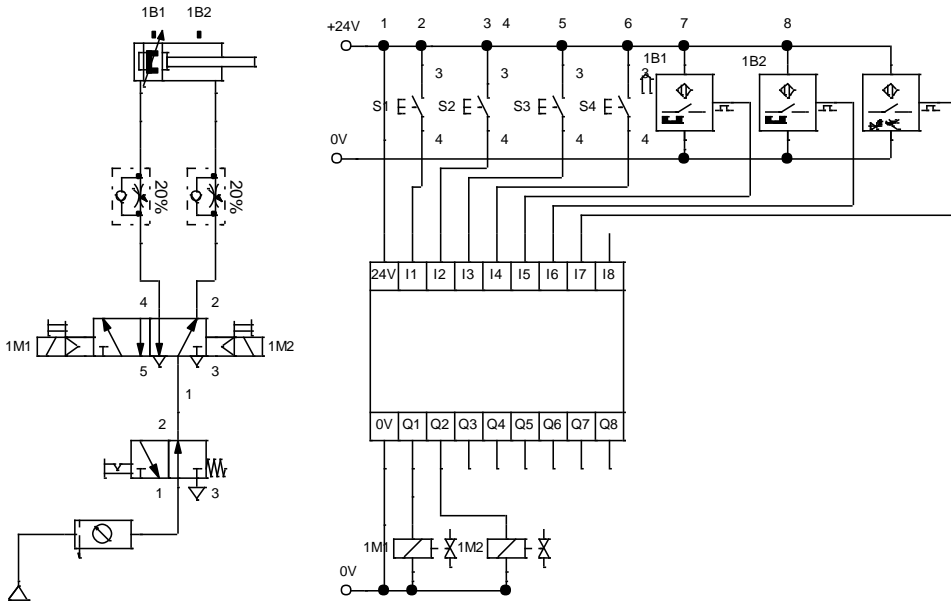 1B1 1B2
+24V 1 2 3 4 5 6 7 8
1B1 1B2
3 3 3 3
S1 S2 S3 S4
4 4 4 4
0V
20% 20%
24V I1 I2 I3 I4 I5 I6 I7 I8
4 2
1M1 1M2
5 3
1
0V Q1 Q2 Q3 Q4 Q5 Q6 Q7 Q8
2
1 3
1M1 1M2
0V